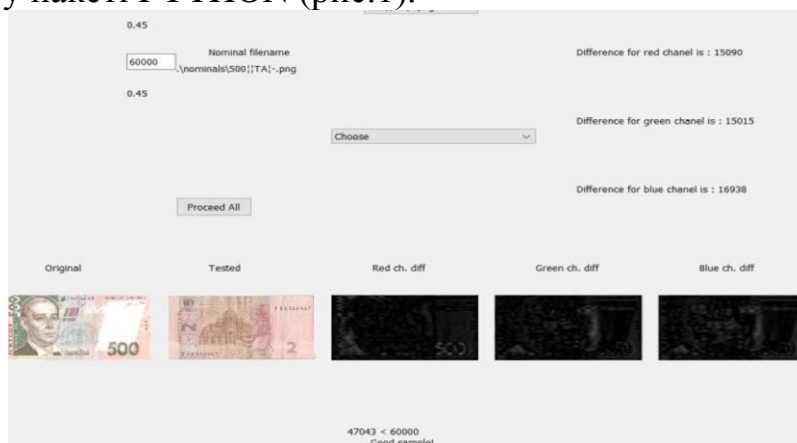 у пакеті PYTHON (рис.1).
0.45
60000
Nominal filename
.\nominals\500¦¦TA¦-.png
0.45
Difference for red chanel is : 15090
Difference for green chanel is : 15015
Choose
Difference for blue chanel is : 16938
Proceed All
Original
Tested
Red ch. diff
Green ch. diff
Blue ch. diff
500
2
500
47043 < 60000
Good sample!